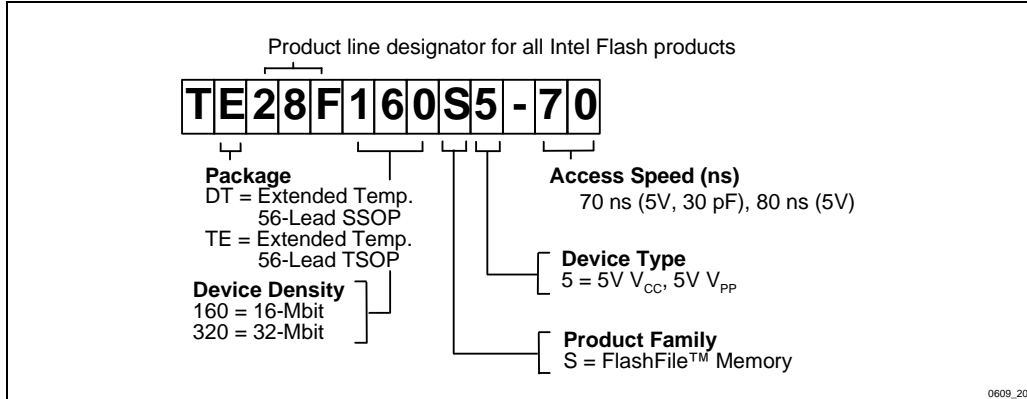 Product line designator for all Intel Flash products
TE28F160S5-70
Package
DT = Extended Temp.
56-Lead SSOP
TE = Extended Temp.
56-Lead TSOP
Device Density
160 = 16-Mbit
320 = 32-Mbit
Access Speed (ns)
70 ns (5V, 30 pF), 80 ns (5V)
Device Type
5 = 5V VCC, 5V VPP
Product Family
S = FlashFile™ Memory
0609_20